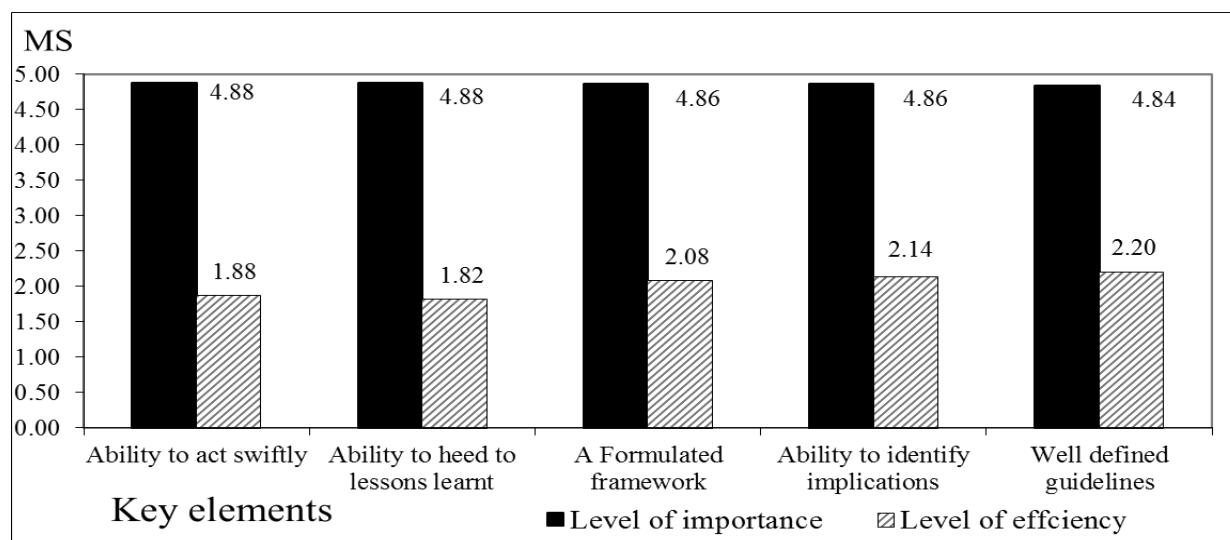 MS
5.00
4.50
4.00
3.50
3.00
2.50
2.00
1.50
1.00
0.50
0.00
4.88
4.88
4.86
4.86
4.84
1.88
1.82
2.08
2.14
2.20
Ability to act swiftly
Ability to heed to
lessons learnt
A Formulated
framework
Ability to identify
implications
Well defined
guidelines
Key elements
Level of importance
Level of effciency